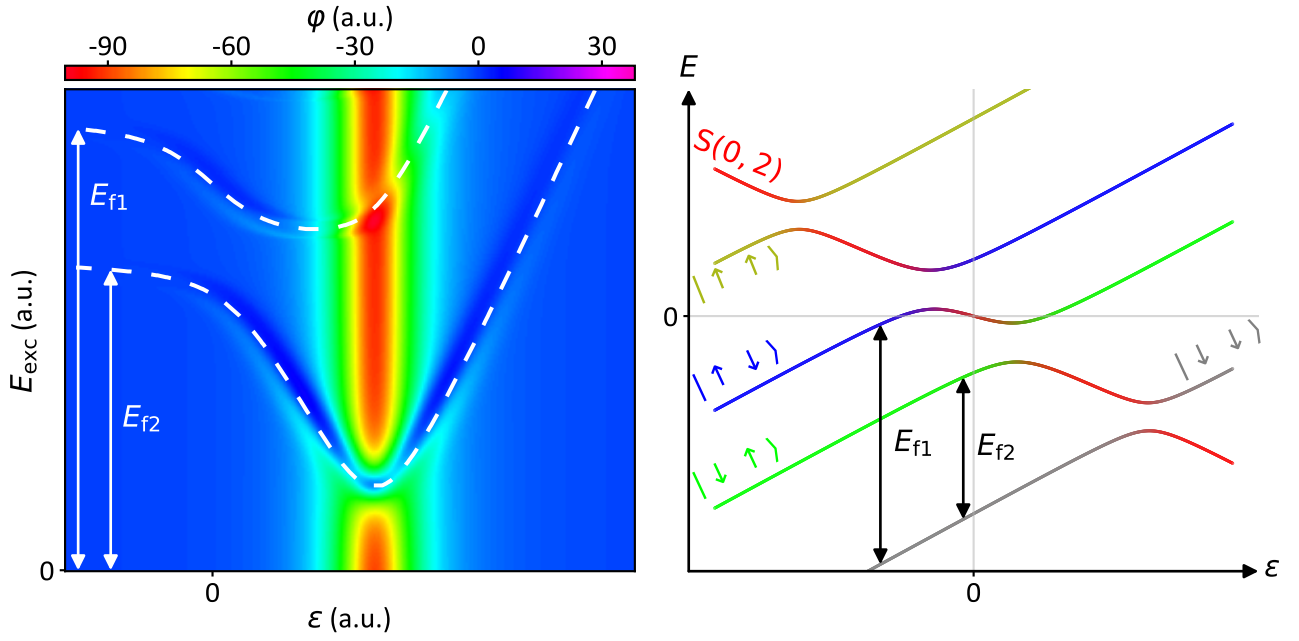 φ (a.u.)
-90 -60 -30 0 30
E_exc (a.u.)
E_f1
E_f2
0
0
ε (a.u.)
E
S(0, 2)
|↑ ↑⟩
0
|↑ ↓⟩
|↓ ↓⟩
|↓ ↑⟩
E_f1
E_f2
0
ε